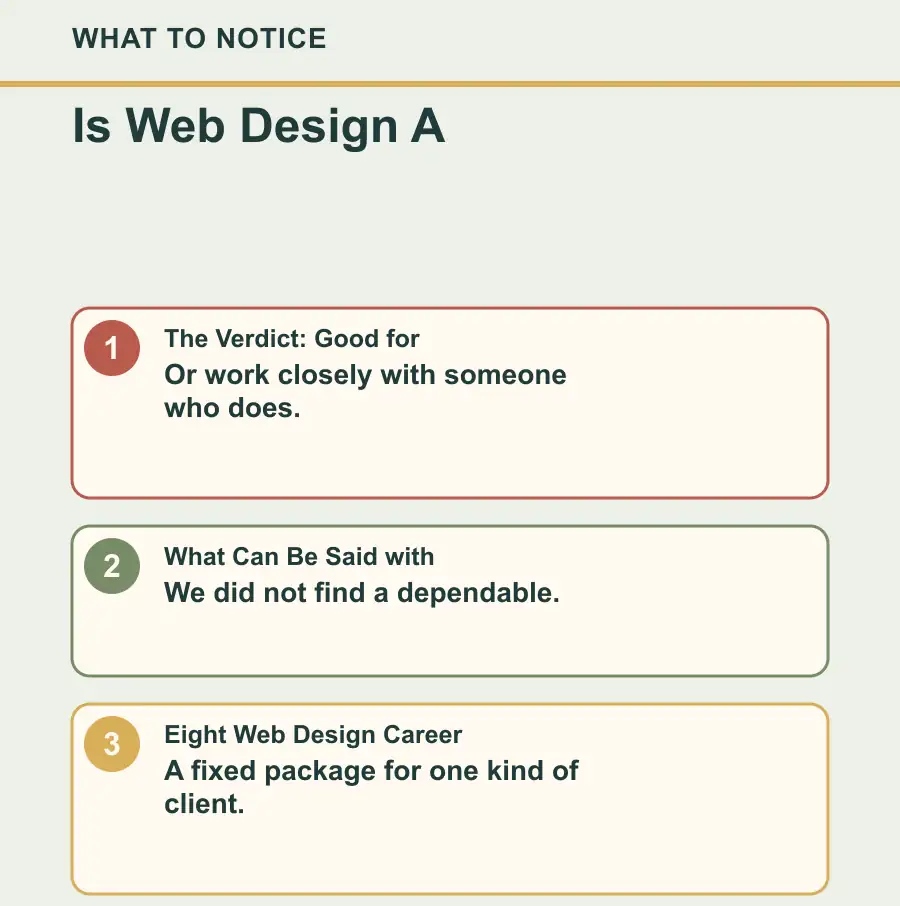 WHAT TO NOTICE
Is Web Design A
1
The Verdict: Good for
Or work closely with someone
who does.
2
What Can Be Said with
We did not find a dependable.
3
Eight Web Design Career
A fixed package for one kind of
client.